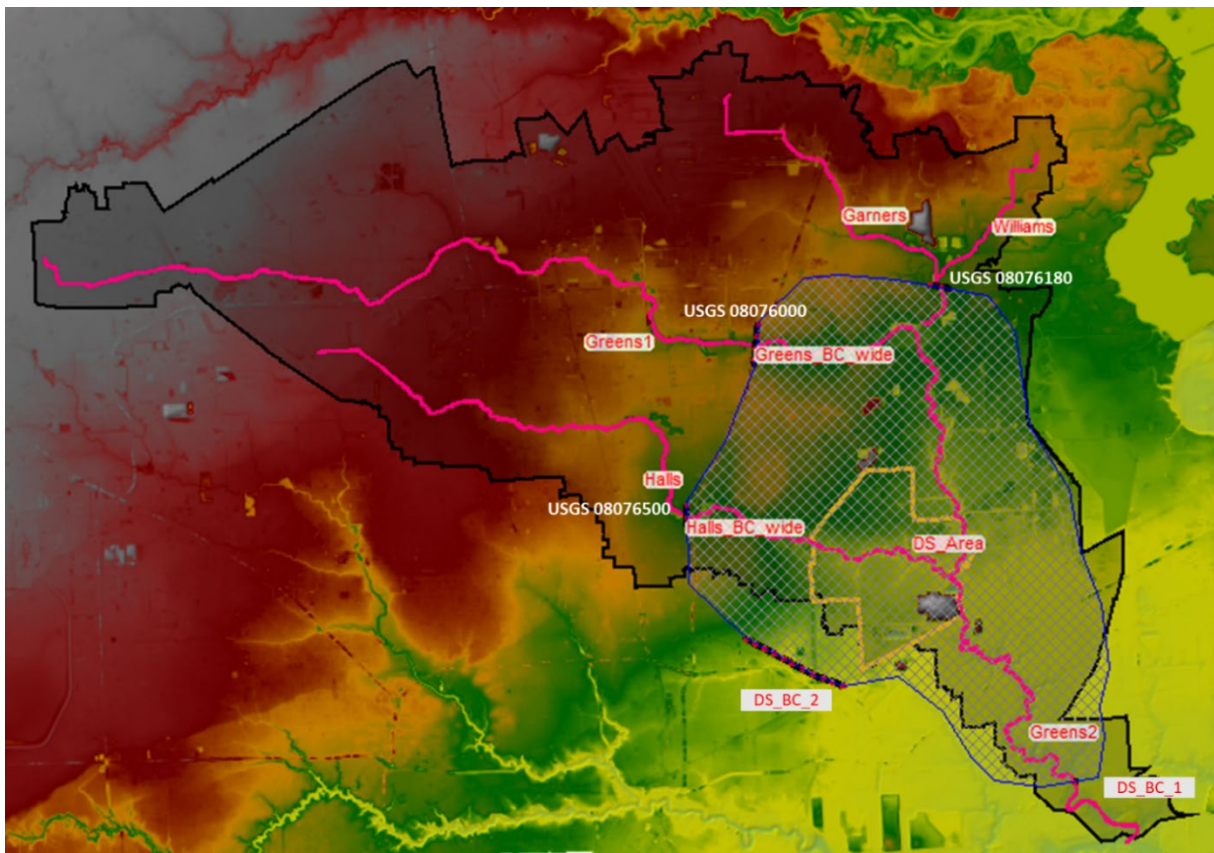 Garners
Williams
USGS 08076180
USGS 08076000
Greens1
Greens_BC_wide
Halls
USGS 08076500
Halls_BC_wide
DS_Area
DS_BC_2
Greens2
DS_BC_1